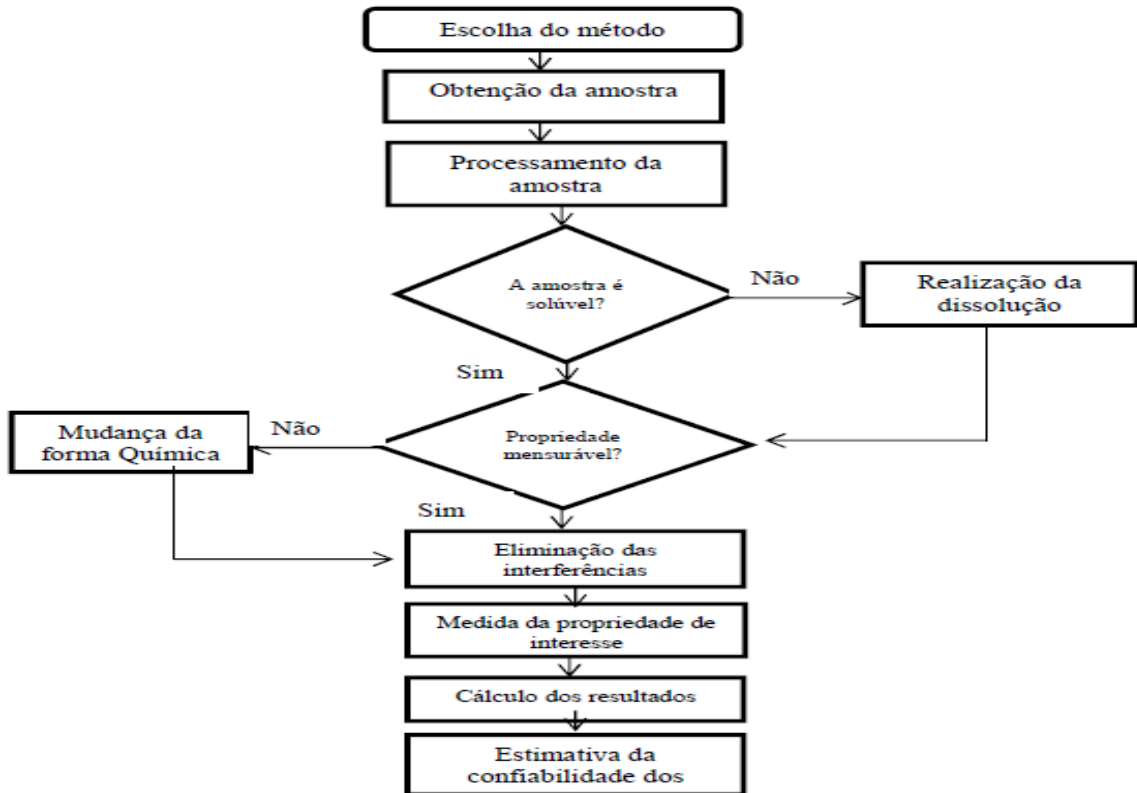 Escolha do método
Obtenção da amostra
Processamento da
amostra
A amostra é
solúvel?
Não
Realização da
dissolução
Sim
Propriedade
mensurável?
Não
Mudança da
forma Química
Sim
Eliminação das
interferências
Medida da propriedade de
interesse
Cálculo dos resultados
Estimativa da
confiabilidade dos